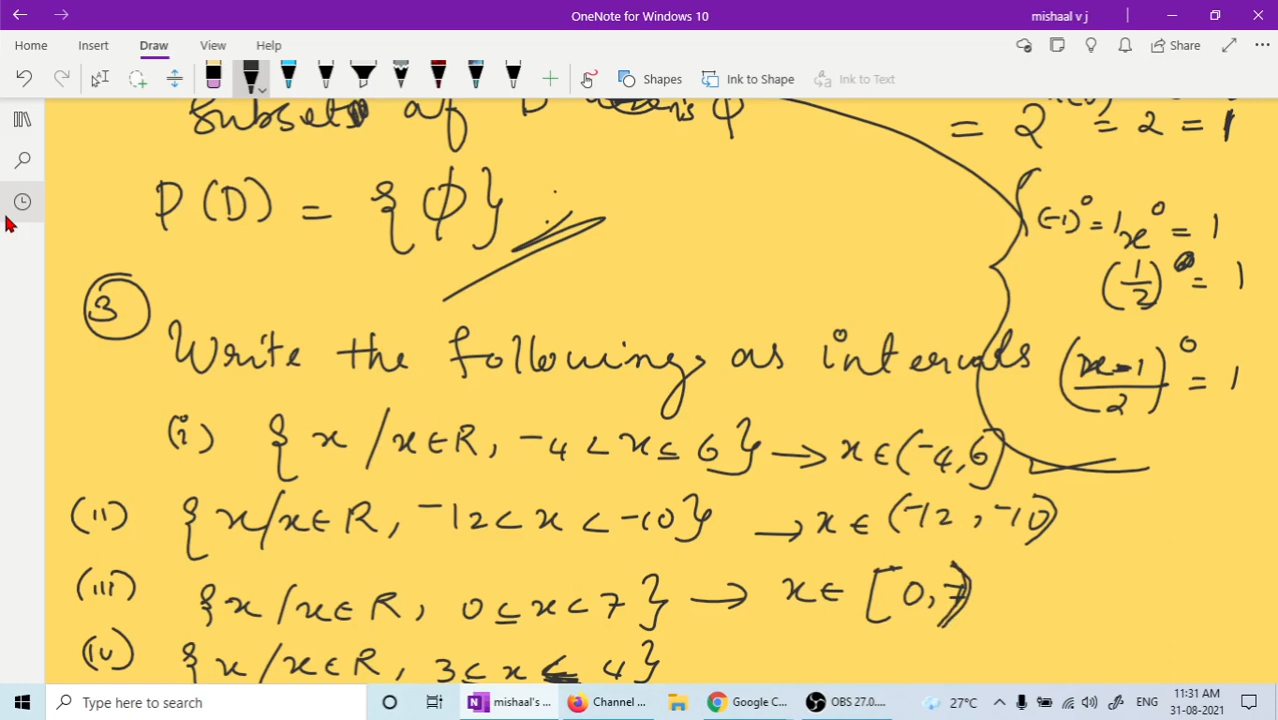 OneNote for Windows 10
mishaal v j
Home Insert Draw View Help
Share
Shapes
Ink to Shape
Ink to Text
Subsets of D is ϕ
= 2 = 2 = 1
P(D) = {ϕ}
(-1)⁰ = 1
x⁰ = 1
(1/2)⁰ = 1
③
Write the following as intervals
((x-1)/2)⁰ = 1
(i) { x / x ∈ R, -4 < x ≤ 6} → x ∈ (-4, 6]
(ii) { x / x ∈ R, -12 < x < -10} → x ∈ (-12, -10)
(iii) { x / x ∈ R, 0 ≤ x < 7 } → x ∈ [0, 7)
(iv) { x / x ∈ R, 3 ≤ x ≤ 4}
Type here to search
mishaal's ...
Channel ...
Google C...
OBS 27.0...
27°C
ENG
11:31 AM
31-08-2021